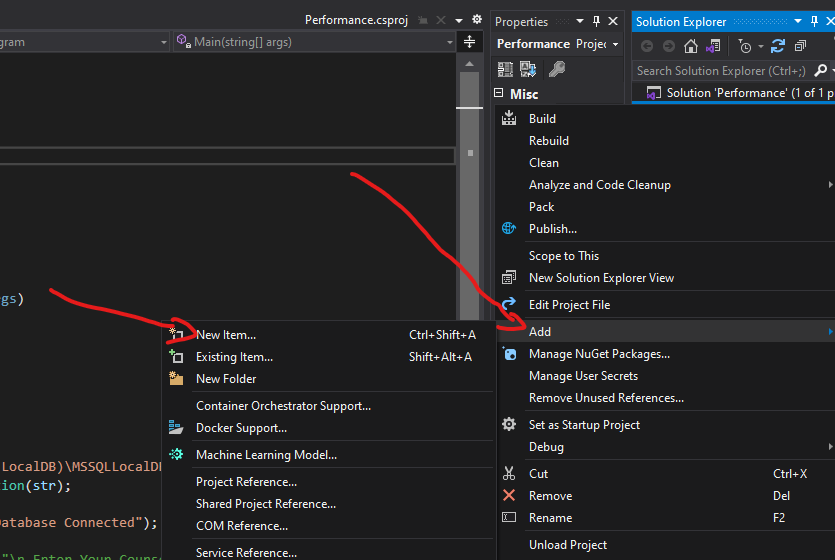 Performance.csproj
gram
Main(string[] args)
Properties
Performance Projec
Misc
Solution Explorer
Search Solution Explorer (Ctrl+;)
Solution 'Performance' (1 of 1 p
Build
Rebuild
Clean
Analyze and Code Cleanup
Pack
Publish...
Scope to This
New Solution Explorer View
Edit Project File
Add
Manage NuGet Packages...
Manage User Secrets
Remove Unused References...
Set as Startup Project
Debug
Cut Ctrl+X
Remove Del
Rename F2
Unload Project
gs)
New Item... Ctrl+Shift+A
Existing Item... Shift+Alt+A
New Folder
Container Orchestrator Support...
Docker Support...
Machine Learning Model...
Project Reference...
Shared Project Reference...
COM Reference...
Service Reference...
LocalDB)\MSSQLLocalDB
tion(str);
Database Connected");
"\n Enter Your Couns